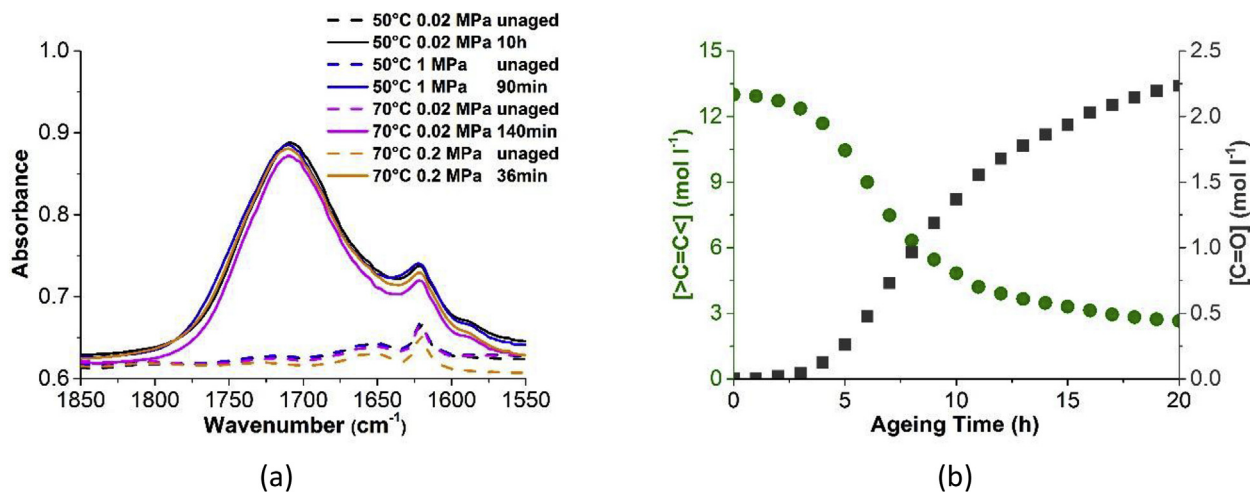 50°C 0.02 MPa unaged
50°C 0.02 MPa 10h
50°C 1 MPa unaged
50°C 1 MPa 90min
70°C 0.02 MPa unaged
70°C 0.02 MPa 140min
70°C 0.2 MPa unaged
70°C 0.2 MPa 36min
1.0
0.9
0.8
0.7
0.6
Absorbance
1850 1800 1750 1700 1650 1600 1550
Wavenumber (cm⁻¹)
(a)
15
12
9
6
3
0
[>C=C<] (mol l⁻¹)
2.5
2.0
1.5
1.0
0.5
0.0
[C=O] (mol l⁻¹)
0 5 10 15 20
Ageing Time (h)
(b)